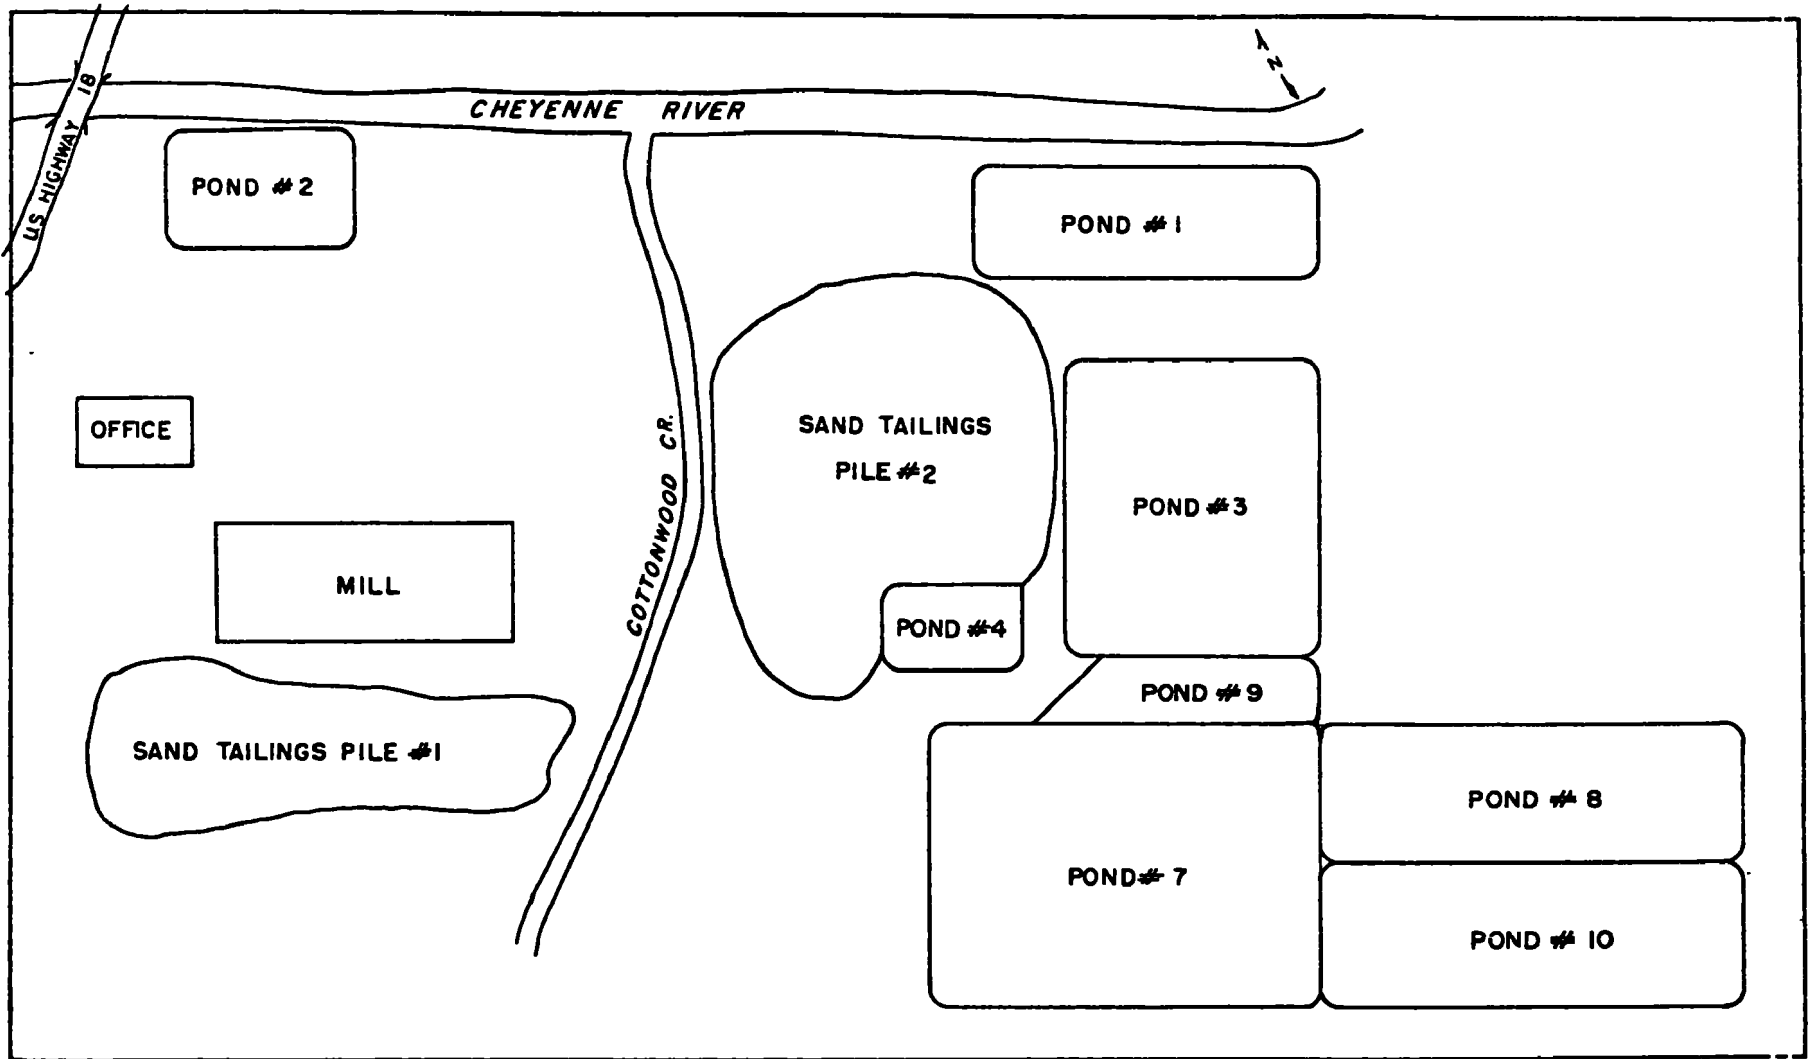 N
US HIGHWAY 18
CHEYENNE RIVER
POND #2
POND #1
OFFICE
COTTONWOOD CR.
SAND TAILINGS
PILE #2
POND #3
MILL
POND #4
POND #9
SAND TAILINGS PILE #1
POND #8
POND# 7
POND # 10